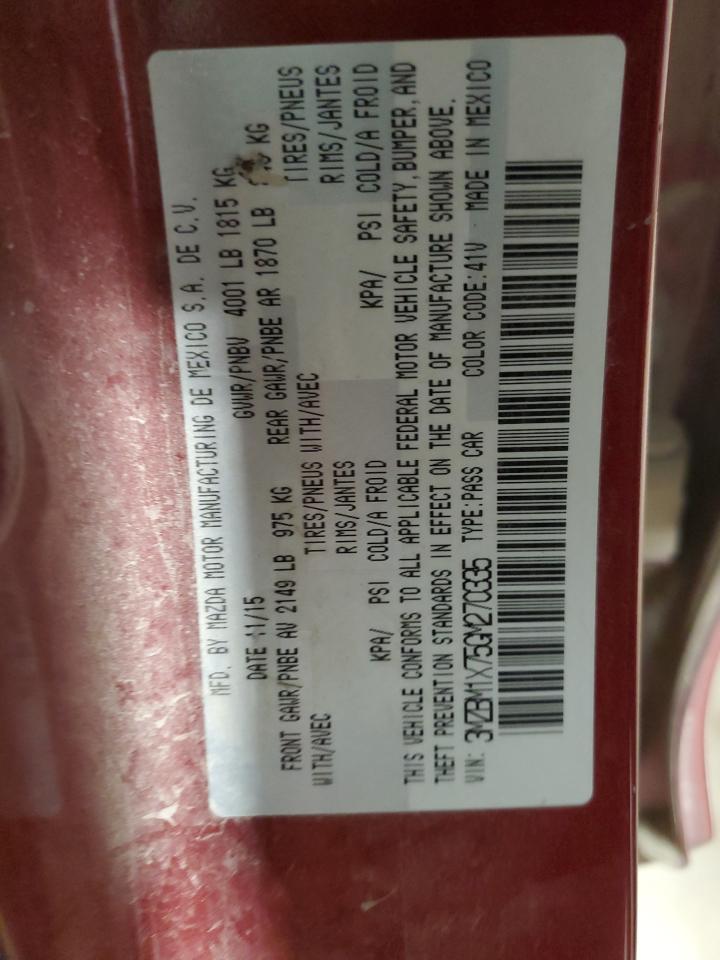 MFD. BY MAZDA MOTOR MANUFACTURING DE MEXICO S.A. DE C.V.
DATE 11/15 GVWR/PNBV 4001 LB 1815 KG
FRONT GAWR/PNBE AV 2149 LB 975 KG REAR GAWR/PNBE AR 1870 LB KG
WITH/AVEC TIRES/PNEUS WITH/AVEC TIRES/PNEUS
RIMS/JANTES RIMS/JANTES
KPA/ PSI COLD/A FROID KPA/ PSI COLD/A FROID
THIS VEHICLE CONFORMS TO ALL APPLICABLE FEDERAL MOTOR VEHICLE SAFETY, BUMPER, AND
THEFT PREVENTION STANDARDS IN EFFECT ON THE DATE OF MANUFACTURE SHOWN ABOVE.
VIN: 3MZBM1X75GM270335 TYPE:PASS CAR COLOR CODE:41V MADE IN MEXICO